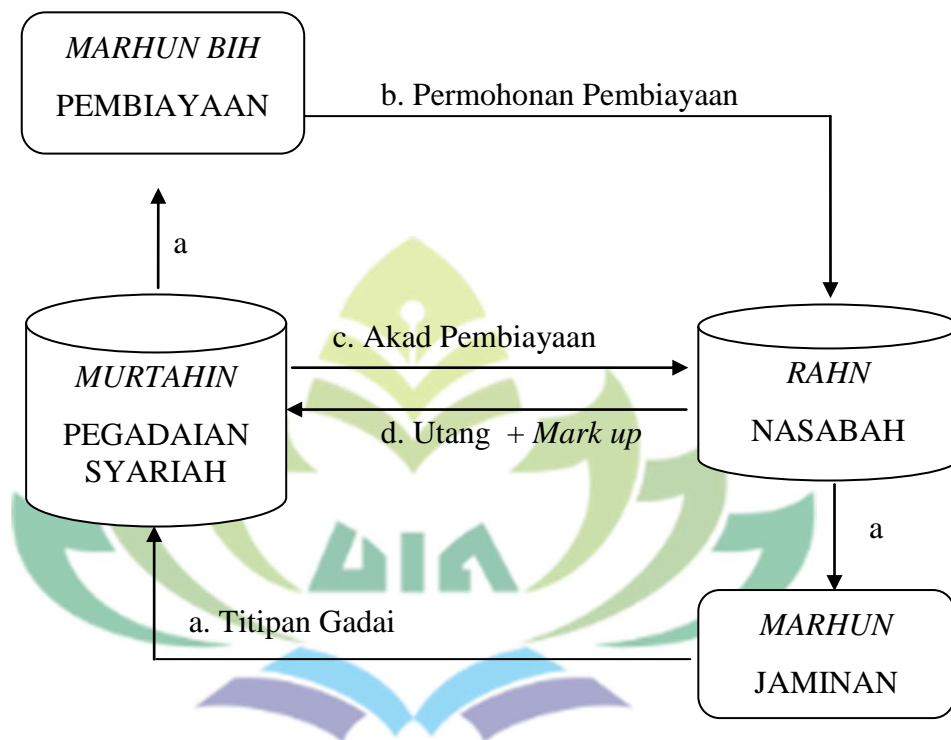 MARHUN BIH
PEMBIAYAAN
b. Permohonan Pembiayaan
a
c. Akad Pembiayaan
MURTAHIN
PEGADAIAN
SYARIAH
RAHN
NASABAH
d. Utang + Mark up
a
UIN
a. Titipan Gadai
MARHUN
JAMINAN